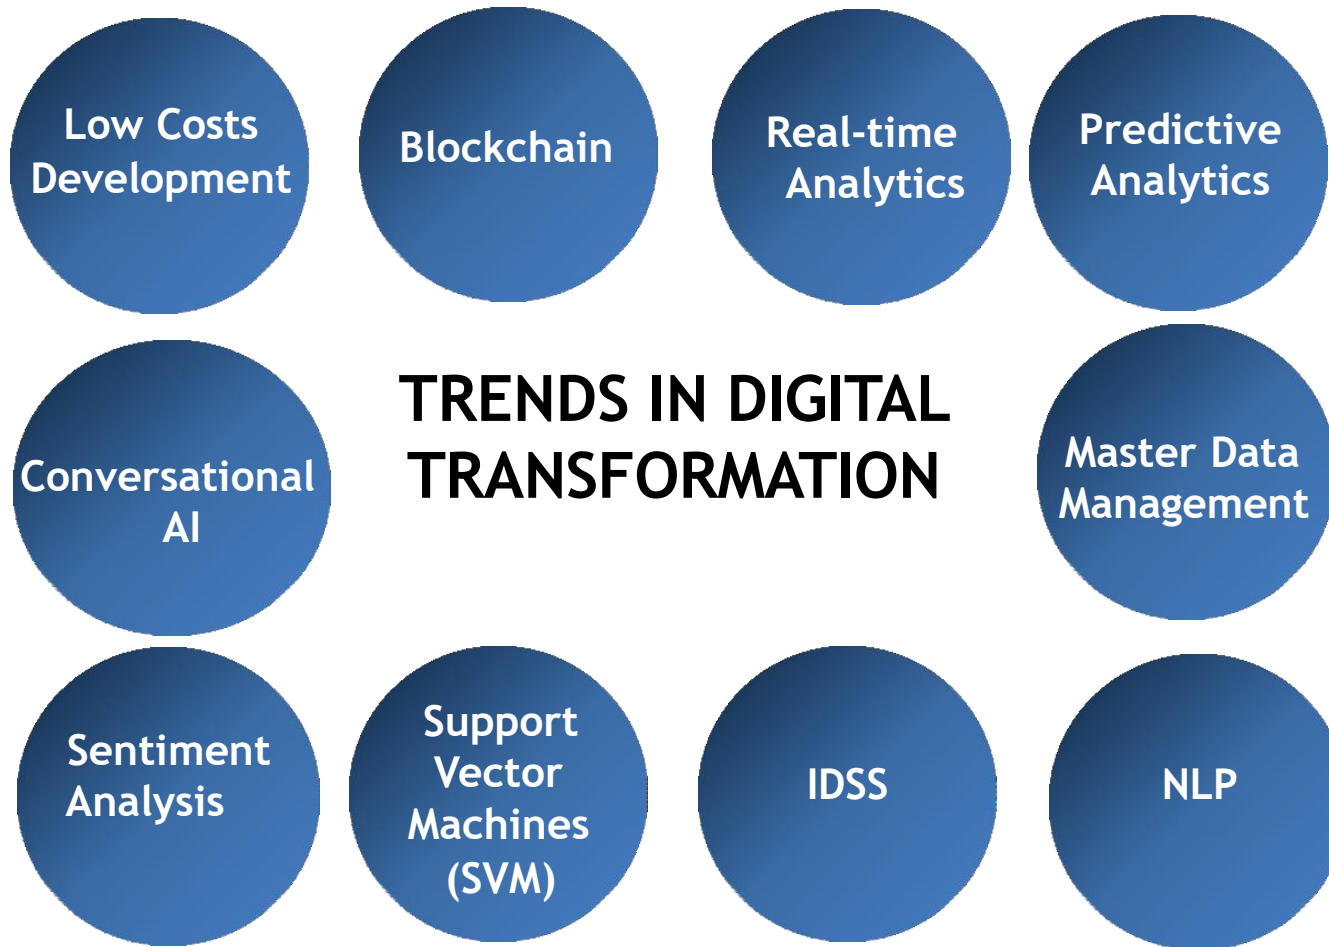 Low Costs
Development
Blockchain
Real-time
Analytics
Predictive
Analytics
TRENDS IN DIGITAL
TRANSFORMATION
Conversational
AI
Master Data
Management
Sentiment
Analysis
Support
Vector
Machines
(SVM)
IDSS
NLP